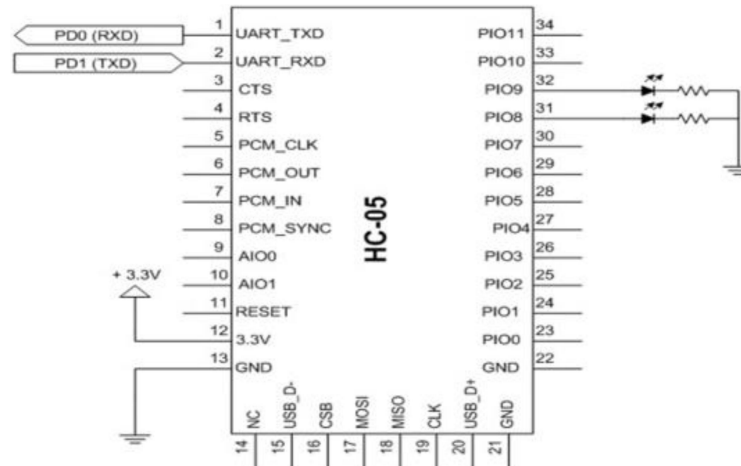 PD0 (RXD)
PD1 (TXD)
1 UART_TXD
2 UART_RXD
3 CTS
4 RTS
5 PCM_CLK
6 PCM_OUT
7 PCM_IN
8 PCM_SYNC
9 AIO0
10 AIO1
11 RESET
12 3.3V
13 GND
+ 3.3V
HC-05
PIO11 34
PIO10 33
PIO9 32
PIO8 31
PIO7 30
PIO6 29
PIO5 28
PIO4 27
PIO3 26
PIO2 25
PIO1 24
PIO0 23
GND 22
14 NC
15 USB_D-
16 CSB
17 MOSI
18 MISO
19 CLK
20 USB_D+
21 GND